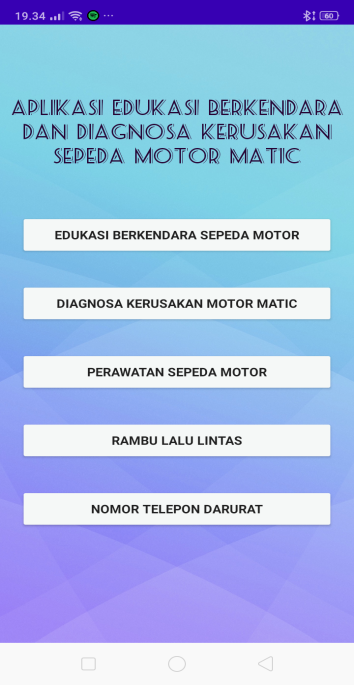 19.34
60
APLIKASI EDUKASI BERKENDARA
DAN DIAGNOSA KERUSAKAN
SEPEDA MOTOR MATIC
EDUKASI BERKENDARA SEPEDA MOTOR
DIAGNOSA KERUSAKAN MOTOR MATIC
PERAWATAN SEPEDA MOTOR
RAMBU LALU LINTAS
NOMOR TELEPON DARURAT